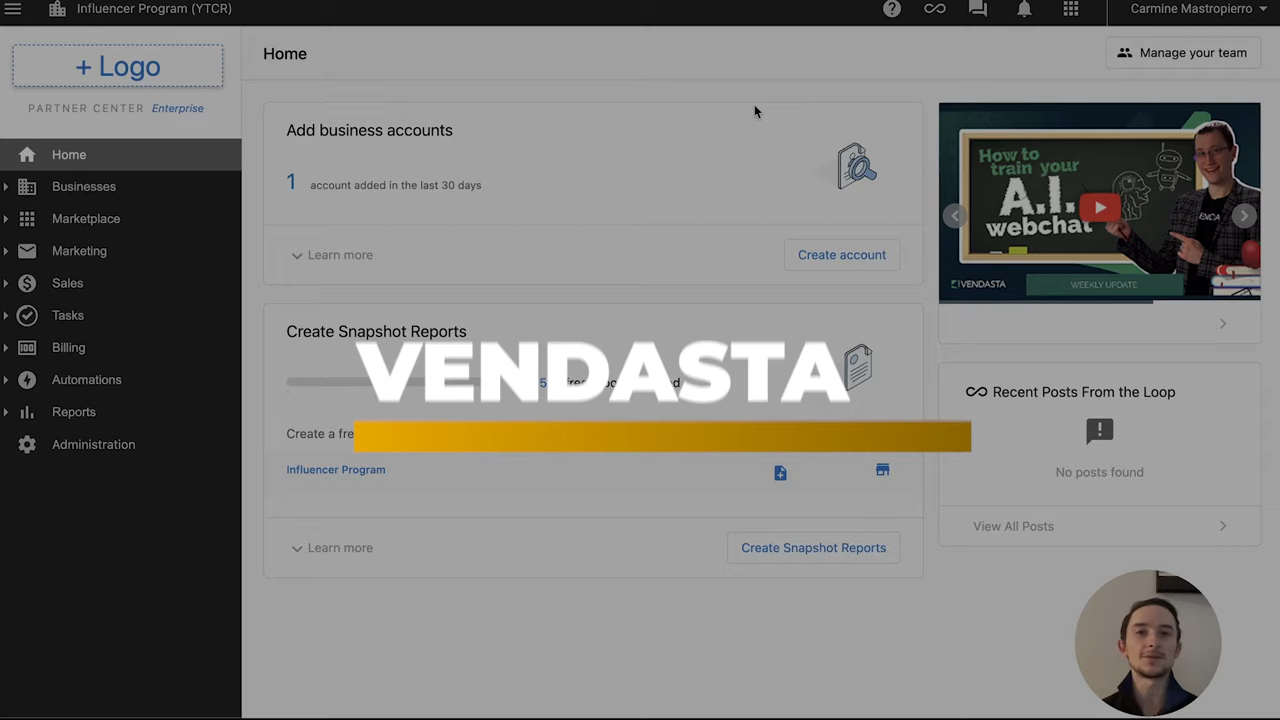 Influencer Program (YTCR)
Carmine Mastropierro
+ Logo
PARTNER CENTER Enterprise
Home
Businesses
Marketplace
Marketing
Sales
Tasks
Billing
Automations
Reports
Administration
Home
Manage your team
Add business accounts
1 account added in the last 30 days
Learn more
Create account
Create Snapshot Reports
VENDASTA
Create a fre
Influencer Program
Learn more
Create Snapshot Reports
How to
train your
A.I.
webchat
VENDASTA
WEEKLY UPDATE
Recent Posts From the Loop
No posts found
View All Posts